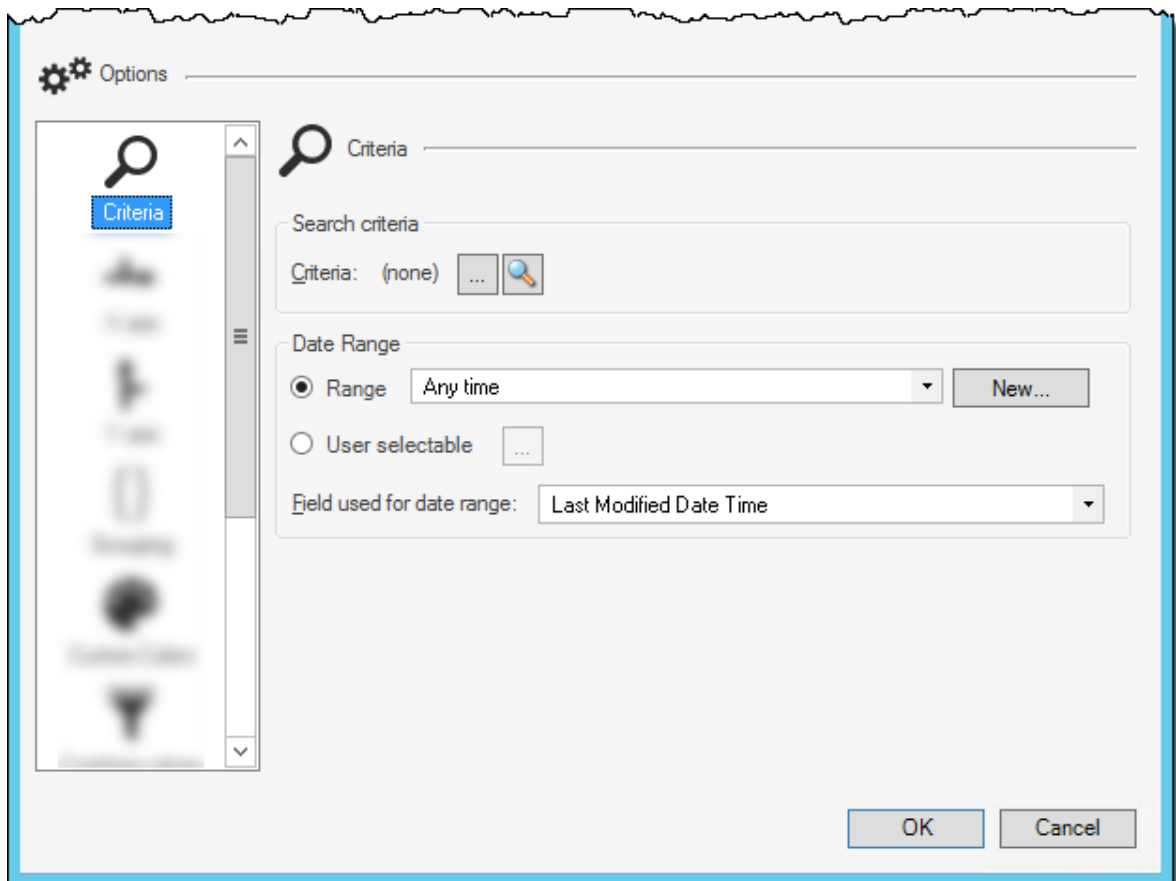 Options
Criteria
Criteria
Search criteria
Criteria: (none) ...
Date Range
Range Any time New...
User selectable ...
Field used for date range: Last Modified Date Time
OK Cancel